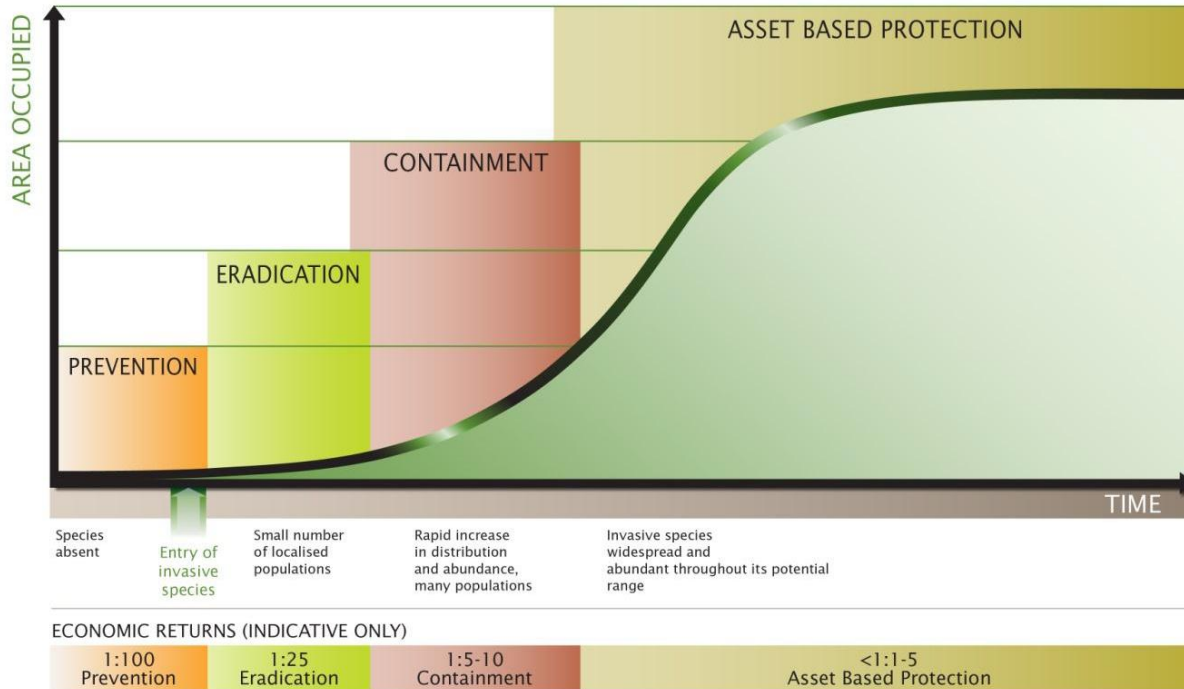 AREA OCCUPIED
ASSET BASED PROTECTION
CONTAINMENT
ERADICATION
PREVENTION
TIME
Species
absent
Entry of
invasive
species
Small number
of localised
populations
Rapid increase
in distribution
and abundance,
many populations
Invasive species
widespread and
abundant throughout its potential
range
ECONOMIC RETURNS (INDICATIVE ONLY)
1:100
Prevention
1:25
Eradication
1:5-10
Containment
<1:1-5
Asset Based Protection